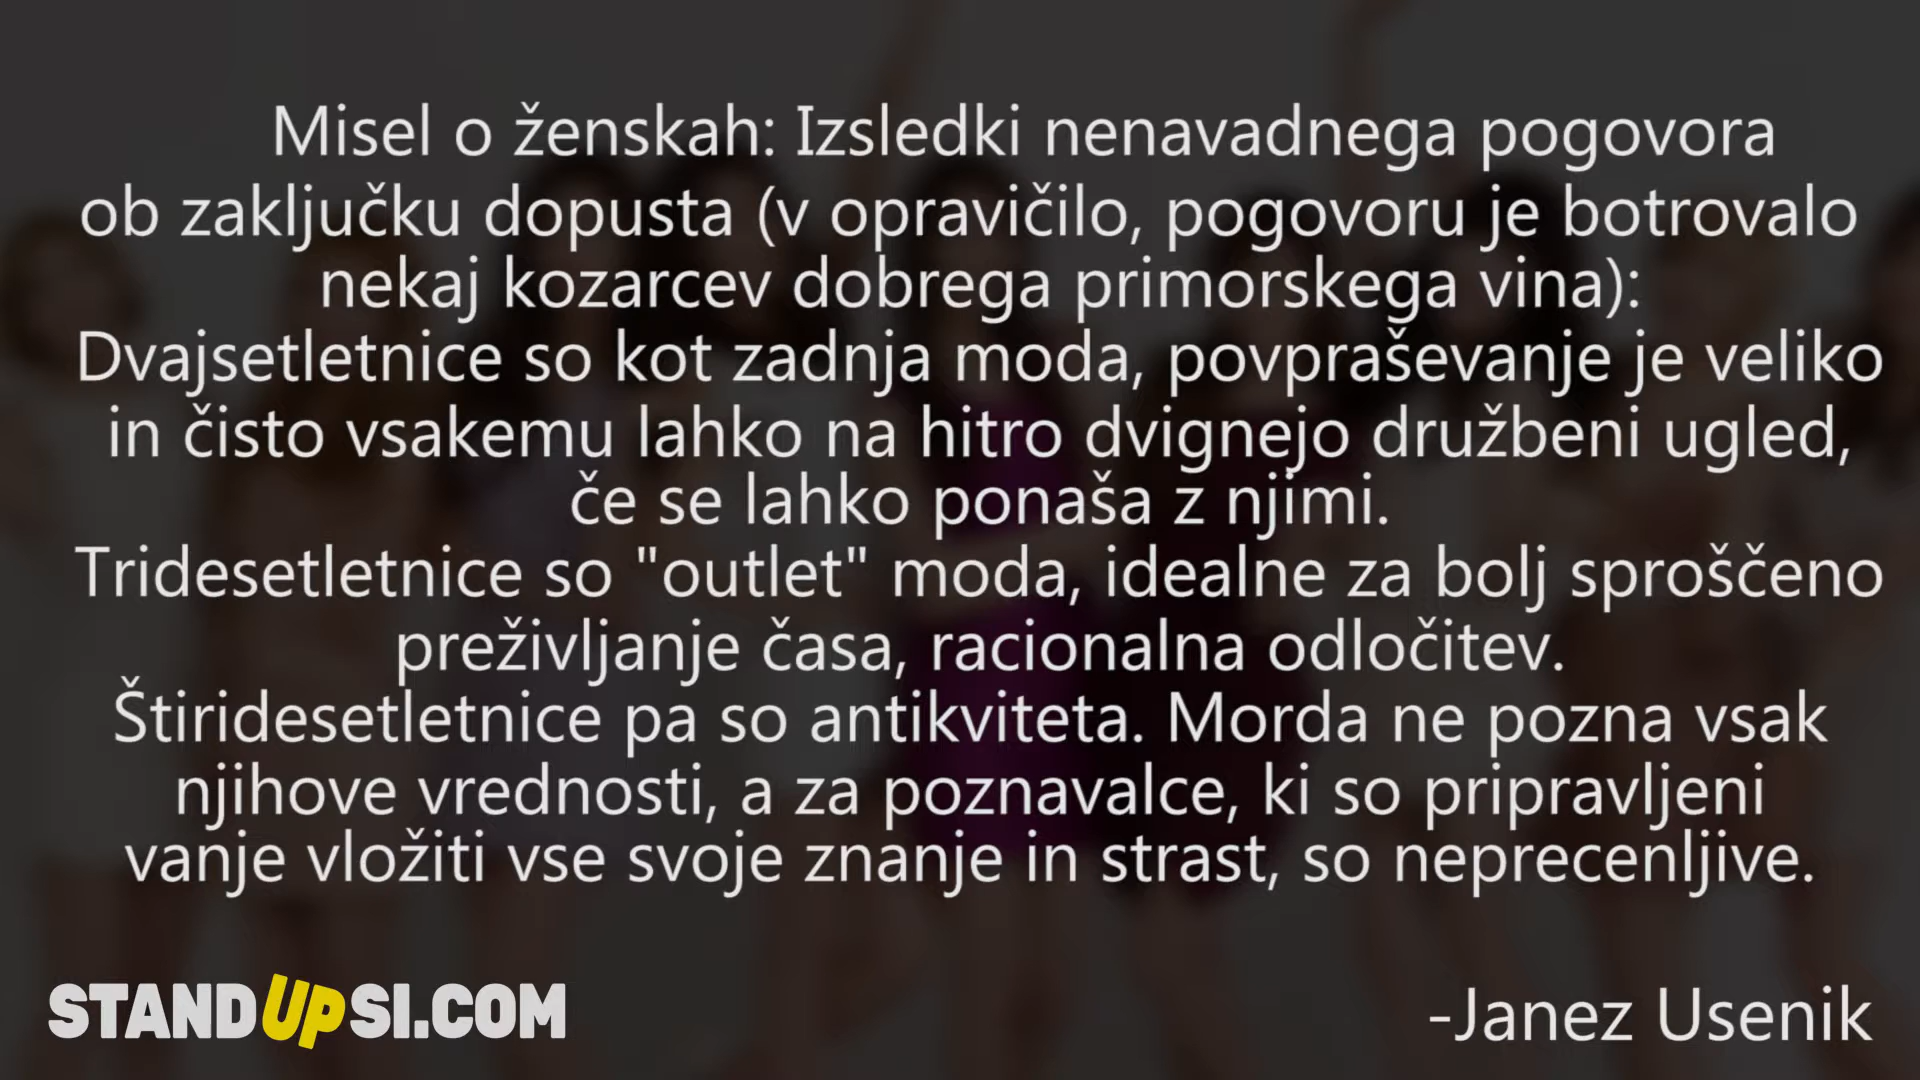 Misel o ženskah: Izsledki nenavadnega pogovora
ob zaključku dopusta (v opravičilo, pogovoru je botrovalo
nekaj kozarcev dobrega primorskega vina):
Dvajsetletnice so kot zadnja moda, povpraševanje je veliko
in čisto vsakemu lahko na hitro dvignejo družbeni ugled,
če se lahko ponaša z njimi.
Tridesetletnice so "outlet" moda, idealne za bolj sproščeno
preživljanje časa, racionalna odločitev.
Štiridesetletnice pa so antikviteta. Morda ne pozna vsak
njihove vrednosti, a za poznavalce, ki so pripravljeni
vanje vložiti vse svoje znanje in strast, so neprecenljive.
STANDUPSI.COM
-Janez Usenik